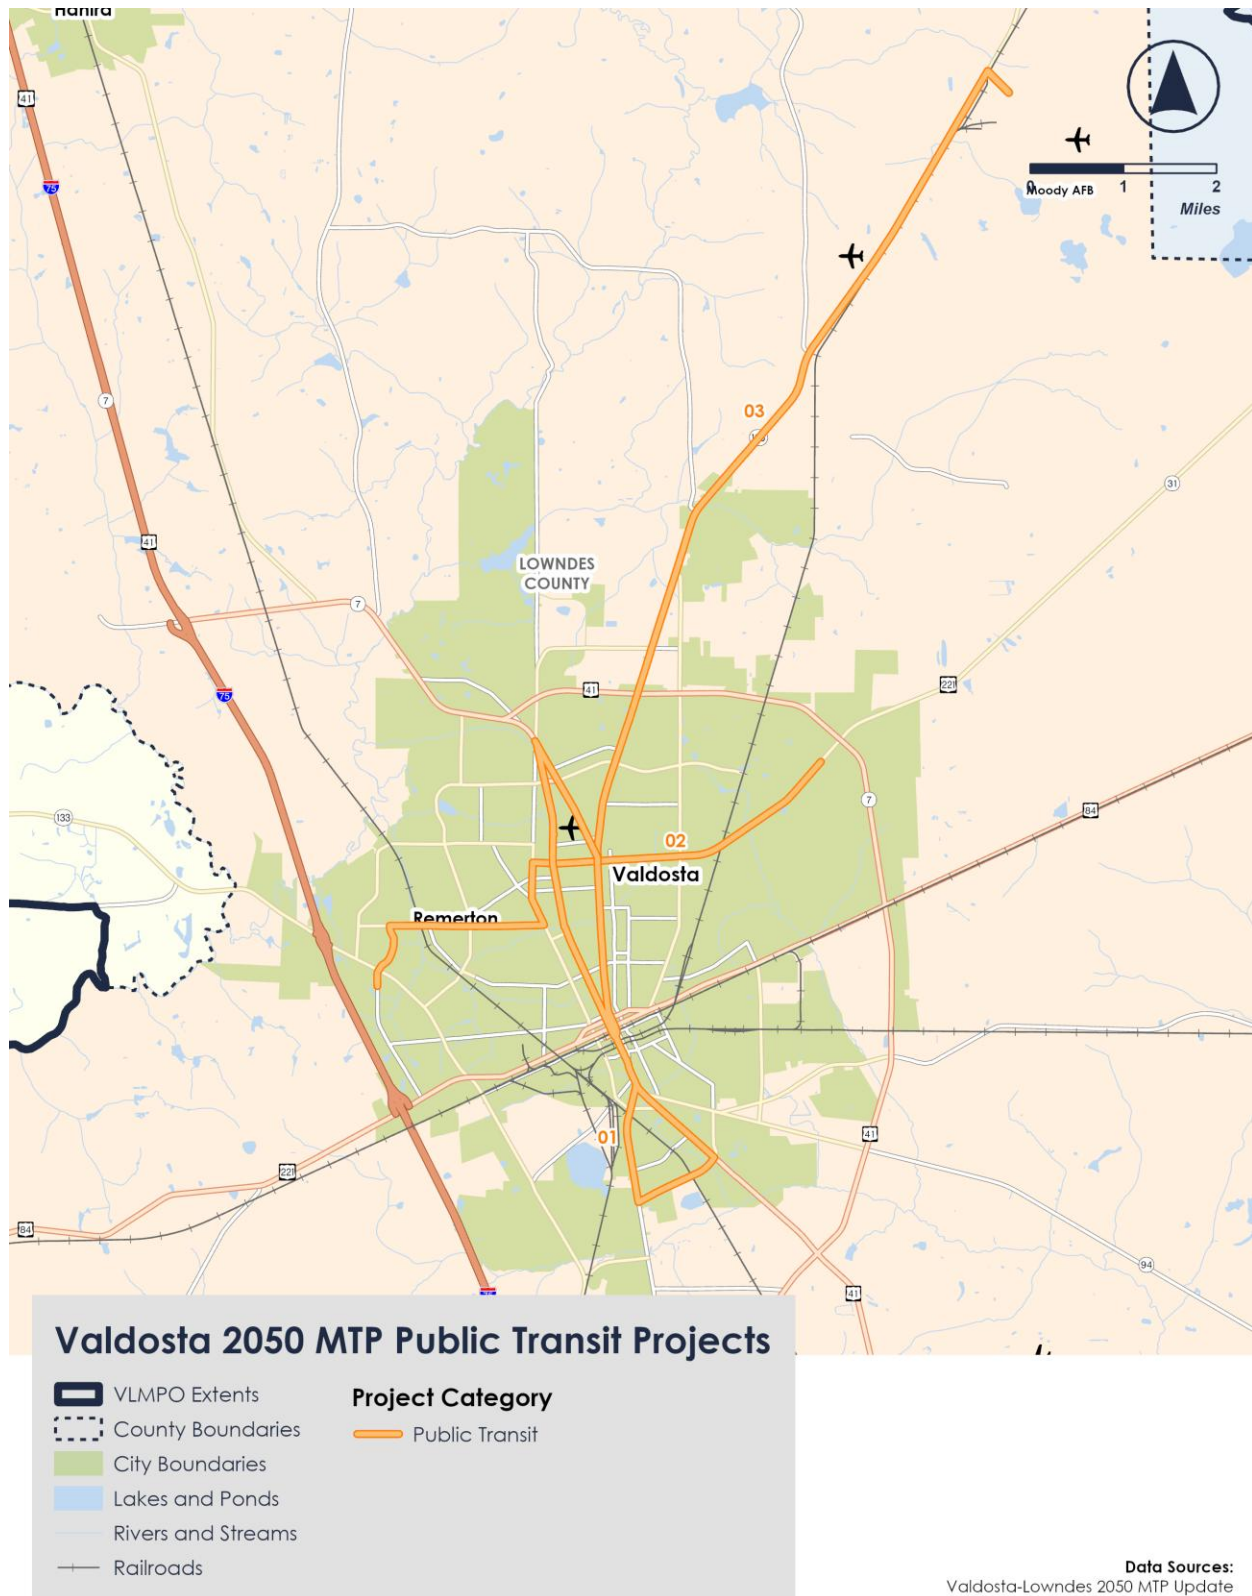 Hahira
41
75
Moody AFB
0 1 2
Miles
7
03
31
41
LOWNDES
COUNTY
7
75
41
221
133
7
84
02
Valdosta
Remerton
01
41
221
84
94
41
Valdosta 2050 MTP Public Transit Projects
VLMPO Extents
County Boundaries
City Boundaries
Lakes and Ponds
Rivers and Streams
Railroads
Project Category
Public Transit
Data Sources:
Valdosta-Lowndes 2050 MTP Update